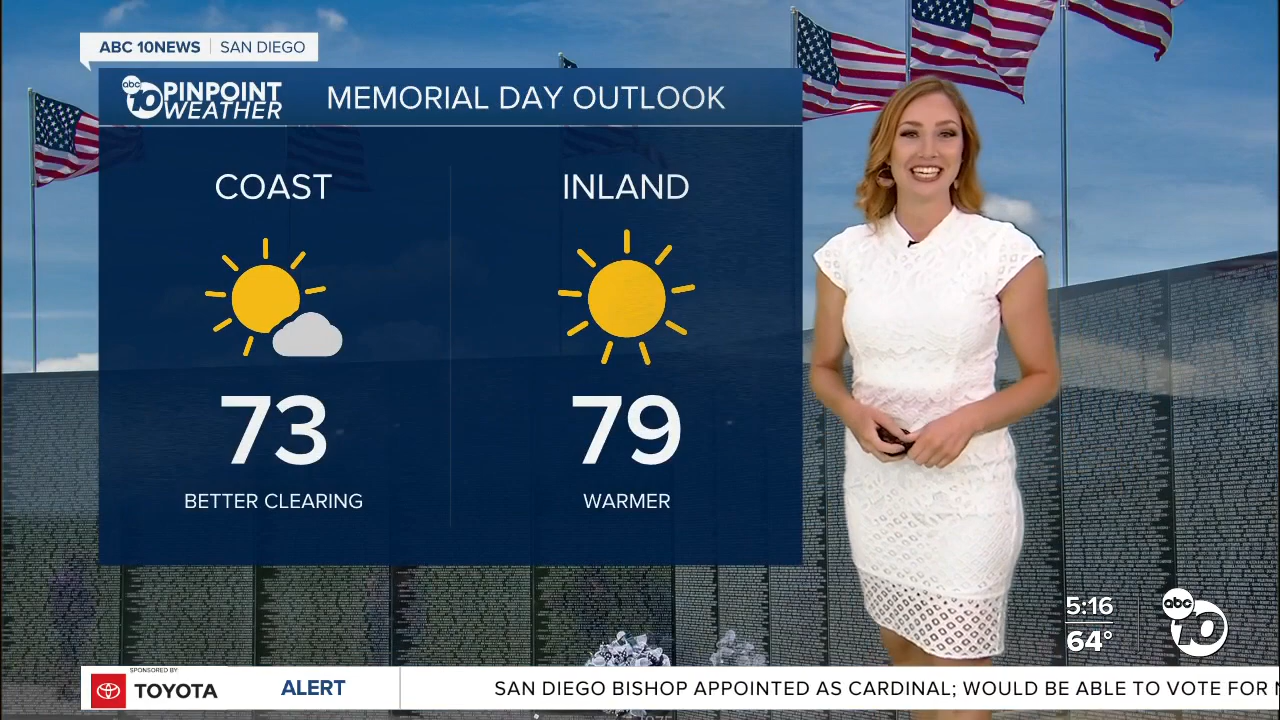 ABC 10NEWS | SAN DIEGO
abc 10 PINPOINT WEATHER
MEMORIAL DAY OUTLOOK
COAST
INLAND
73
79
BETTER CLEARING
WARMER
5:16
64°
abc 10
SPONSORED BY
TOYOTA
ALERT
SAN DIEGO BISHOP APPOINTED AS CARDINAL; WOULD BE ABLE TO VOTE FOR